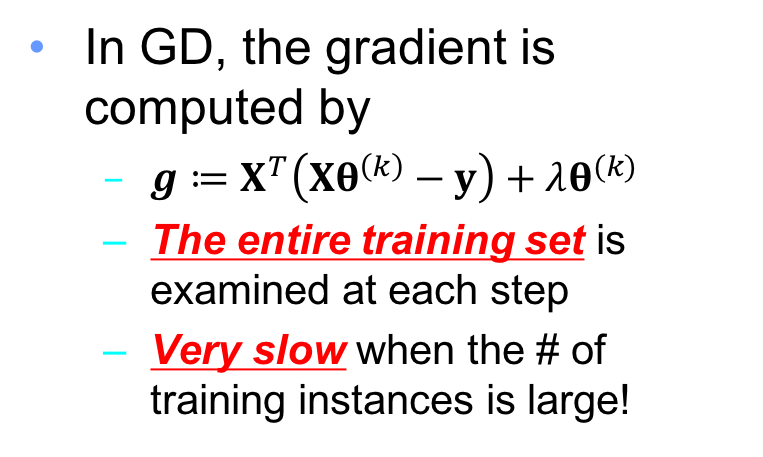 • In GD, the gradient is
computed by
– g ≔ Xᵀ(Xθ⁽ᵏ⁾ − y) + λθ⁽ᵏ⁾
– The entire training set is
examined at each step
– Very slow when the # of
training instances is large!